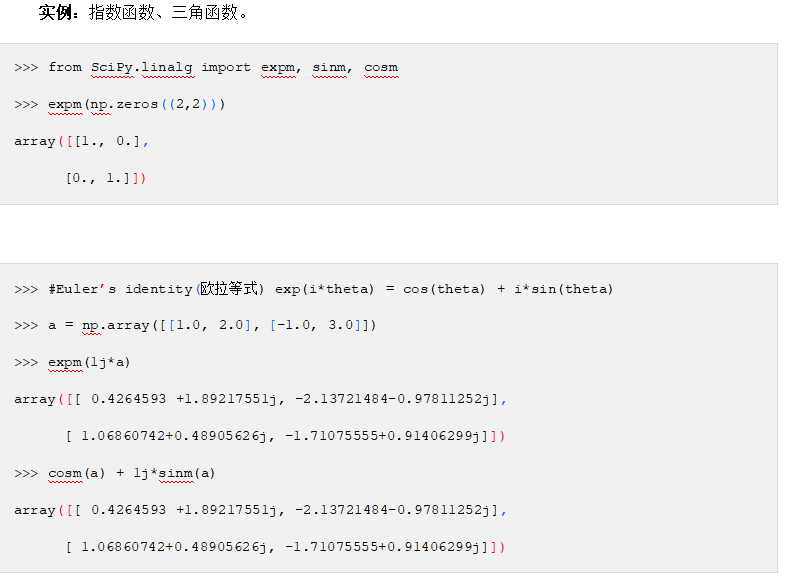 实例：指数函数、三角函数。
>>> from SciPy.linalg import expm, sinm, cosm
>>> expm(np.zeros((2,2)))
array([[1., 0.],
[0., 1.]])
>>> #Euler’s identity(欧拉等式) exp(i*theta) = cos(theta) + i*sin(theta)
>>> a = np.array([[1.0, 2.0], [-1.0, 3.0]])
>>> expm(1j*a)
array([[ 0.4264593 +1.89217551j, -2.13721484-0.97811252j],
[ 1.06860742+0.48905626j, -1.71075555+0.91406299j]])
>>> cosm(a) + 1j*sinm(a)
array([[ 0.4264593 +1.89217551j, -2.13721484-0.97811252j],
[ 1.06860742+0.48905626j, -1.71075555+0.91406299j]])